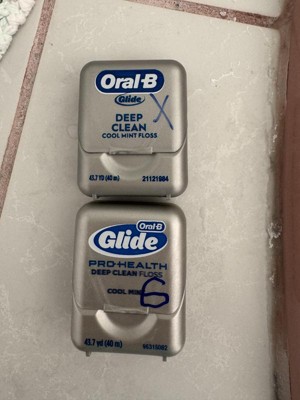 Oral-B
Glide
X
DEEP
CLEAN
COOL MINT FLOSS
43.7 YD (40 m) 21121984
Oral-B
Glide
PRO-HEALTH
DEEP CLEAN FLOSS
COOL MINT
6
43.7 yd (40 m)